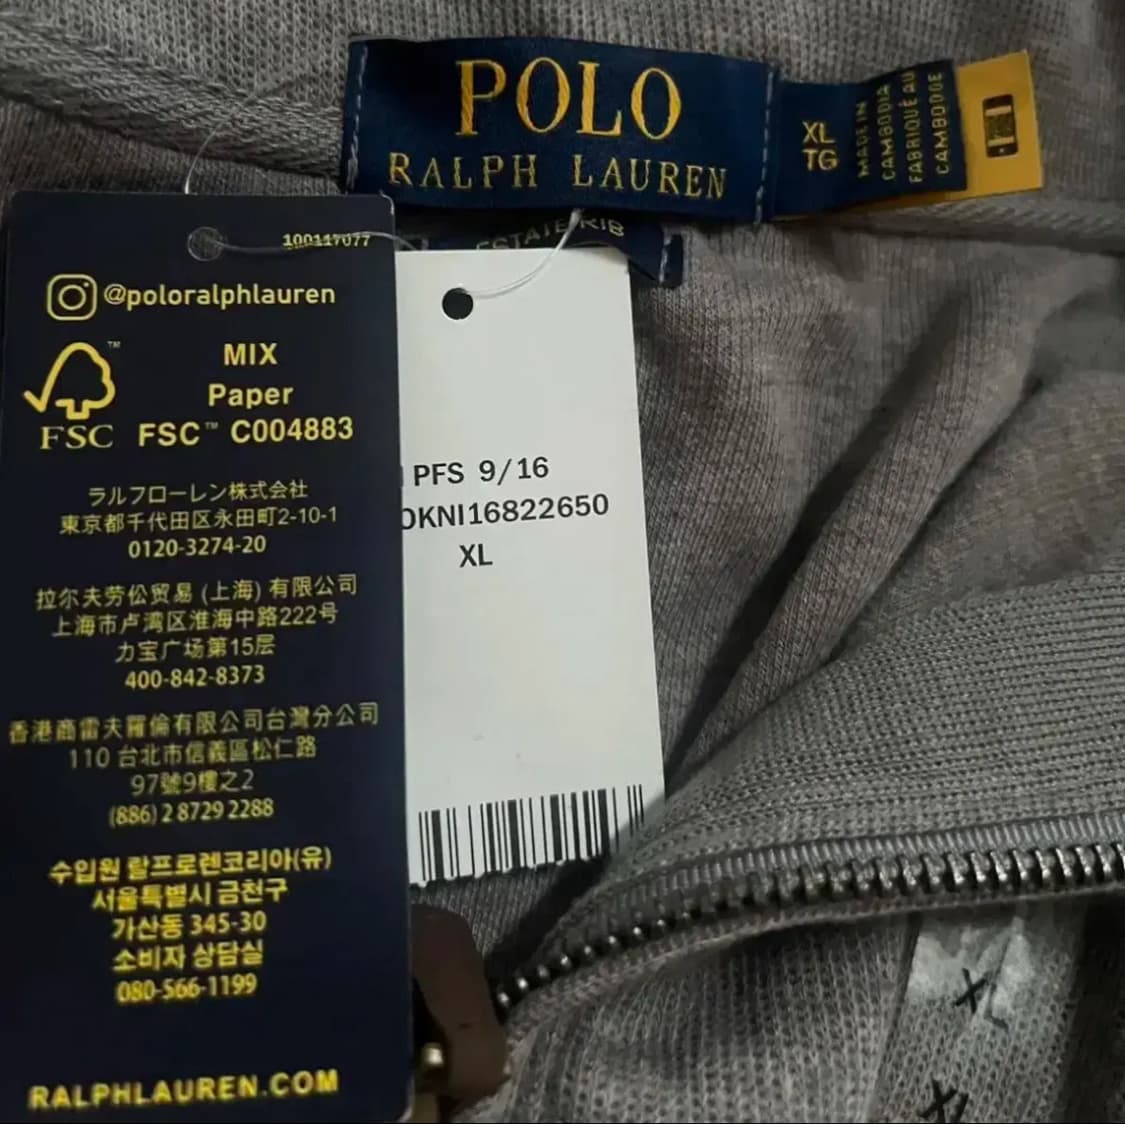 POLO
RALPH LAUREN
XL
TG
MADE IN
CAMBODIA
FABRIQUÉ AU
CAMBODGE
ESTATE RIB
100117077
@poloralphlauren
MIX
Paper
FSC™ C004883
FSC
ラルフローレン株式会社
東京都千代田区永田町2-10-1
0120-3274-20
拉尔夫劳伦贸易 (上海) 有限公司
上海市卢湾区淮海中路222号
力宝广场第15层
400-842-8373
香港商雷夫羅倫有限公司台灣分公司
110 台北市信義區松仁路
97號9樓之2
(886) 2 8729 2288
수입원 랄프로렌코리아(유)
서울특별시 금천구
가산동 345-30
소비자 상담실
080-566-1199
RALPHLAUREN.COM
PFS 9/16
OKNI16822650
XL
XL
XL